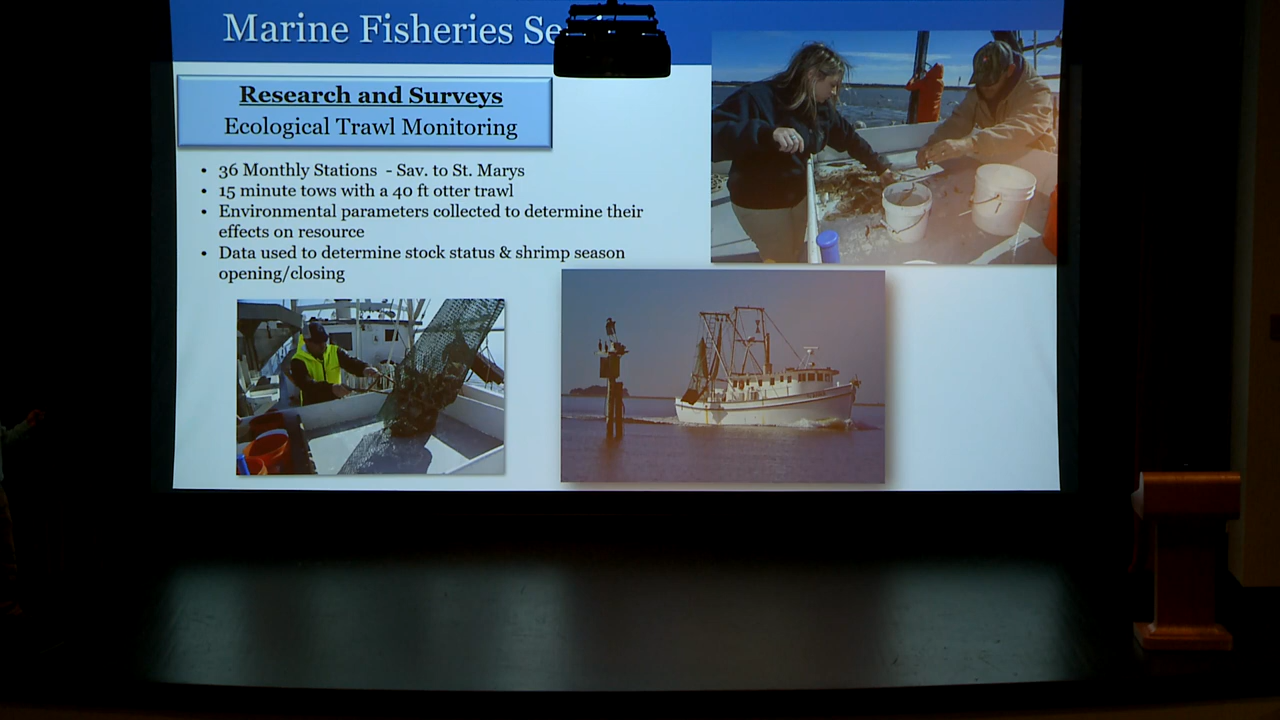 Marine Fisheries Se
Research and Surveys
Ecological Trawl Monitoring
• 36 Monthly Stations - Sav. to St. Marys
• 15 minute tows with a 40 ft otter trawl
• Environmental parameters collected to determine their
effects on resource
• Data used to determine stock status & shrimp season
opening/closing